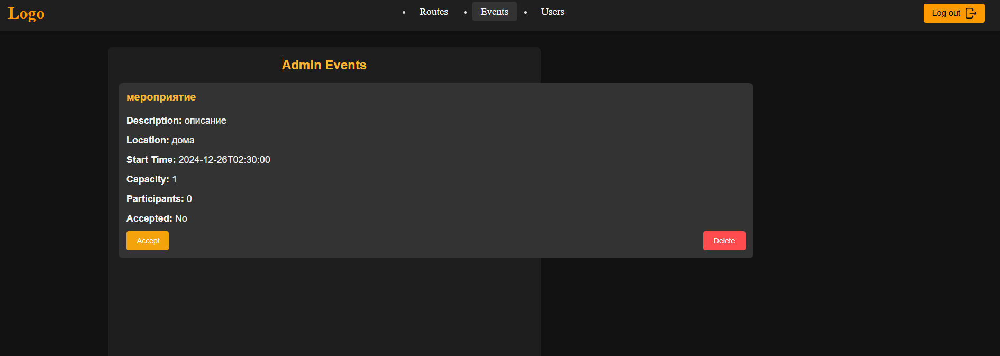 Logo
• Routes • Events • Users
Log out
Admin Events
мероприятие
Description: описание
Location: дома
Start Time: 2024-12-26T02:30:00
Capacity: 1
Participants: 0
Accepted: No
Accept
Delete